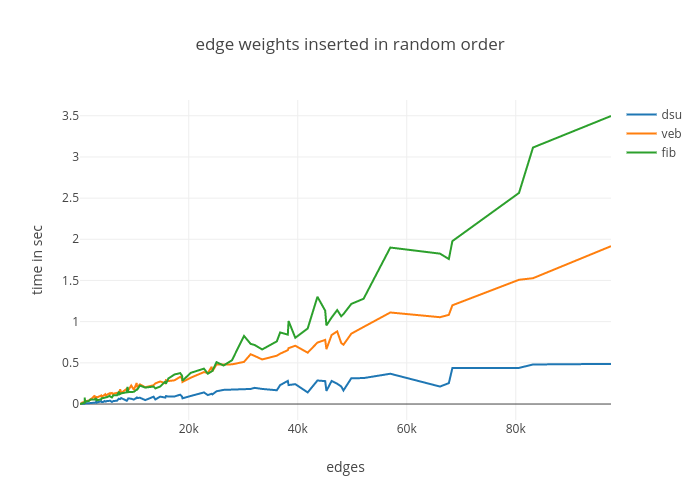 edge weights inserted in random order
dsu
veb
fib
3.5
3
2.5
2
1.5
1
0.5
0
time in sec
20k
40k
60k
80k
edges